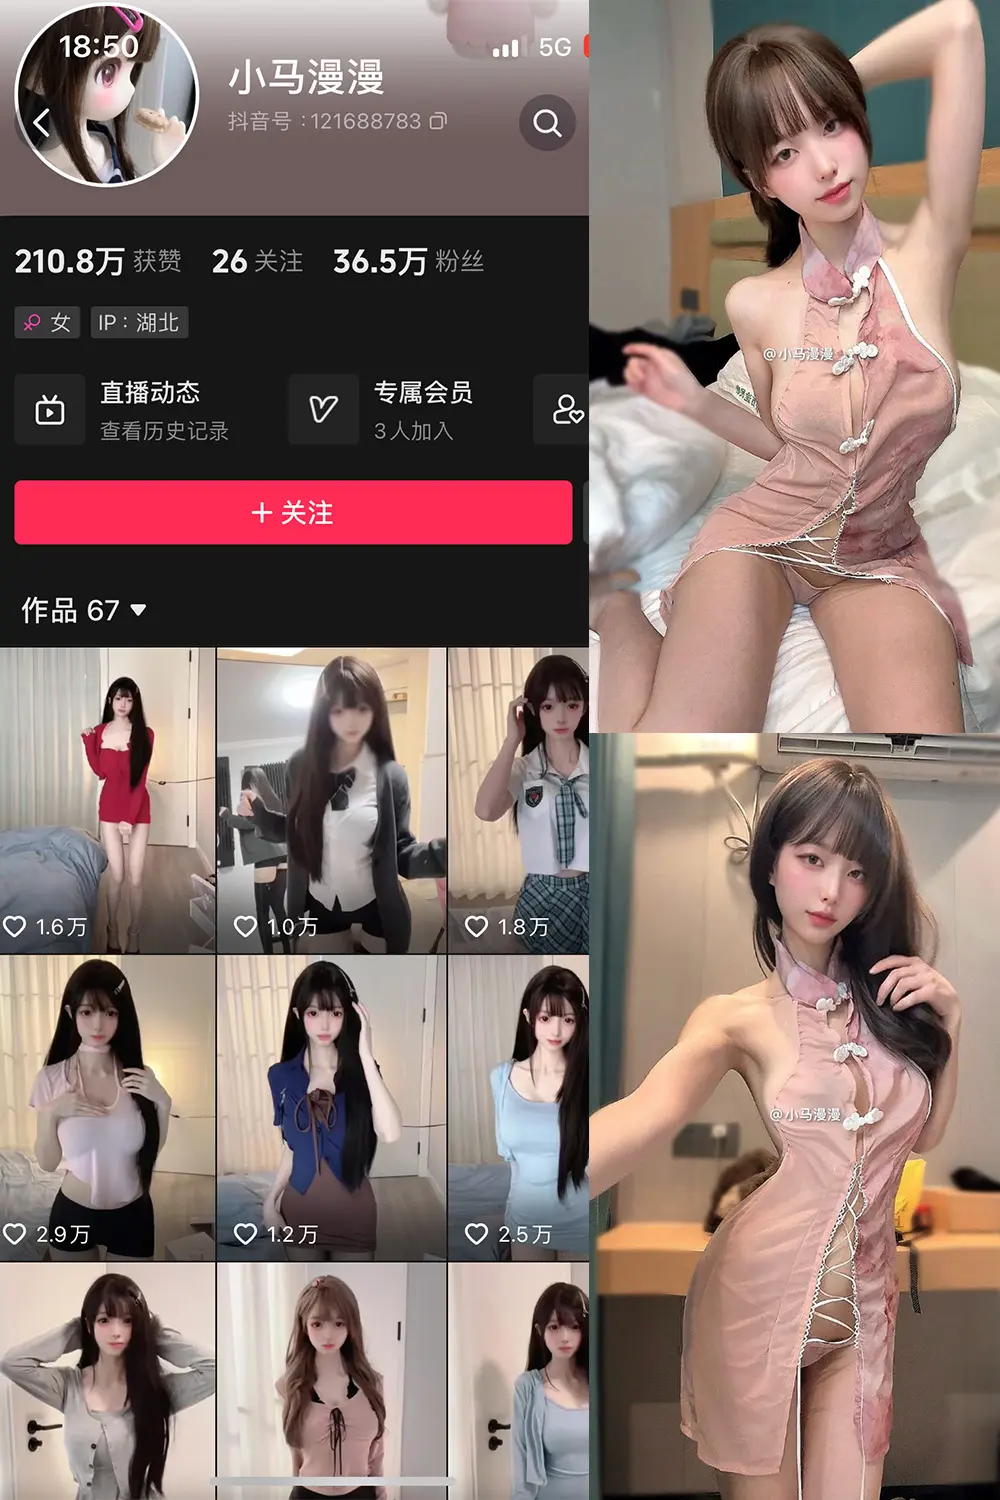 18:50
5G
小马漫漫
抖音号：121688783
210.8万 获赞 26 关注 36.5万 粉丝
女 IP：湖北
直播动态
查看历史记录
专属会员
3人加入
+ 关注
作品 67
1.6万
1.0万
1.8万
2.9万
1.2万
2.5万
@小马漫漫
@小马漫漫